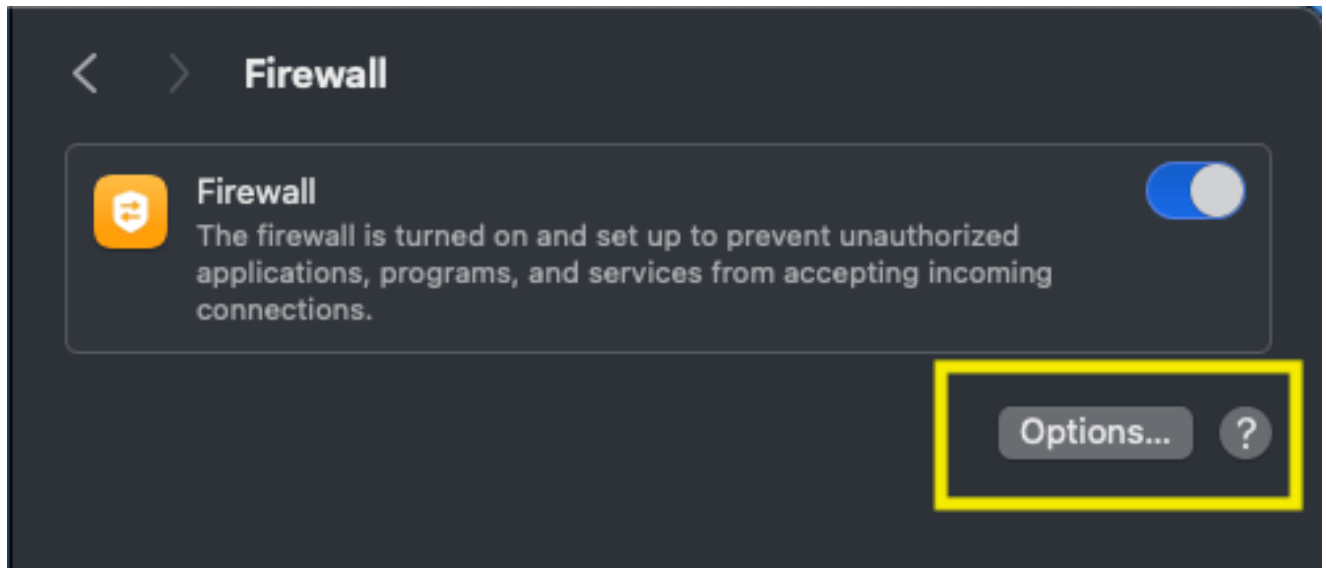 Firewall
Firewall
The firewall is turned on and set up to prevent unauthorized
applications, programs, and services from accepting incoming
connections.
Options... ?